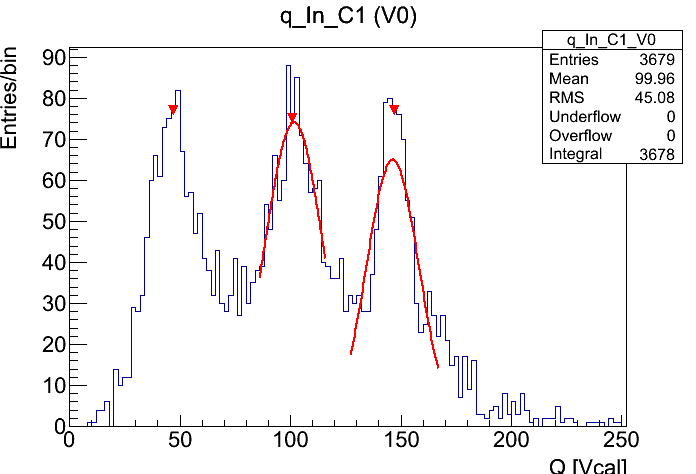 q_In_C1 (V0)
q_In_C1_V0
Entries 3679
Mean 99.96
RMS 45.08
Underflow 0
Overflow 0
Integral 3678
Entries/bin
90
80
70
60
50
40
30
20
10
0
0 50 100 150 200 250
Q [Vcal]